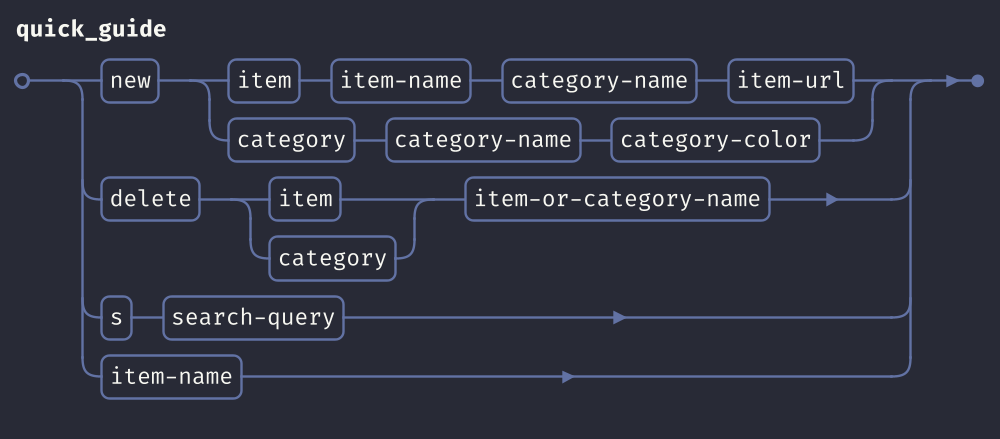 quick_guide
new item item-name category-name item-url
category category-name category-color
delete item item-or-category-name
category
s search-query
item-name